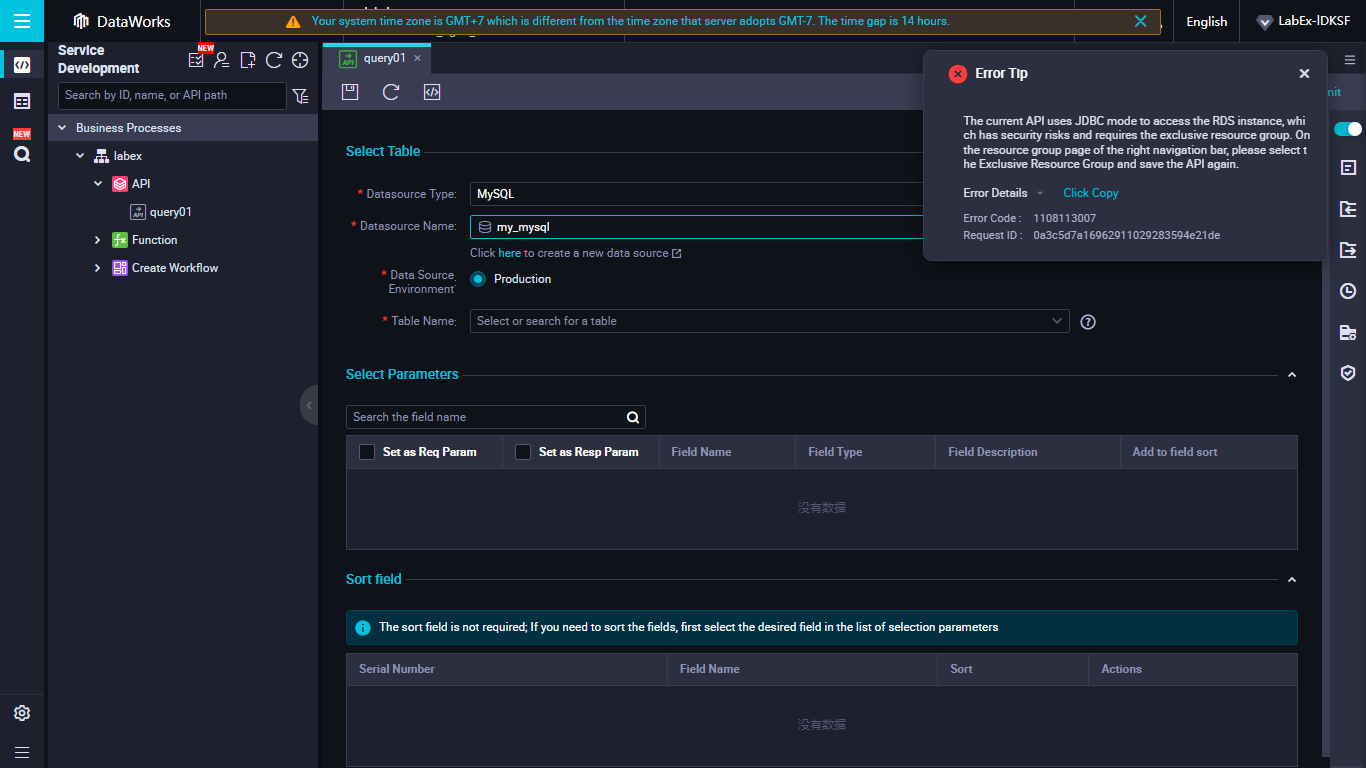 DataWorks
Your system time zone is GMT+7 which is different from the time zone that server adopts GMT-7. The time gap is 14 hours.
English
LabEx-IDKSF
Service
Development
NEW
Search by ID, name, or API path
NEW
Business Processes
labex
API
API
query01
fx
Function
Create Workflow
API
query01
Select Table
* Datasource Type:
MySQL
* Datasource Name:
my_mysql
Click here to create a new data source
* Data Source
Environment:
Production
* Table Name:
Select or search for a table
Error Tip
The current API uses JDBC mode to access the RDS instance, whi
ch has security risks and requires the exclusive resource group. On
the resource group page of the right navigation bar, please select t
he Exclusive Resource Group and save the API again.
Error Details
Click Copy
Error Code :
1108113007
Request ID :
0a3c5d7a16962911029283594e21de
Select Parameters
Search the field name
Set as Req Param
Set as Resp Param
Field Name
Field Type
Field Description
Add to field sort
没有数据
Sort field
The sort field is not required; If you need to sort the fields, first select the desired field in the list of selection parameters
Serial Number
Field Name
Sort
Actions
没有数据